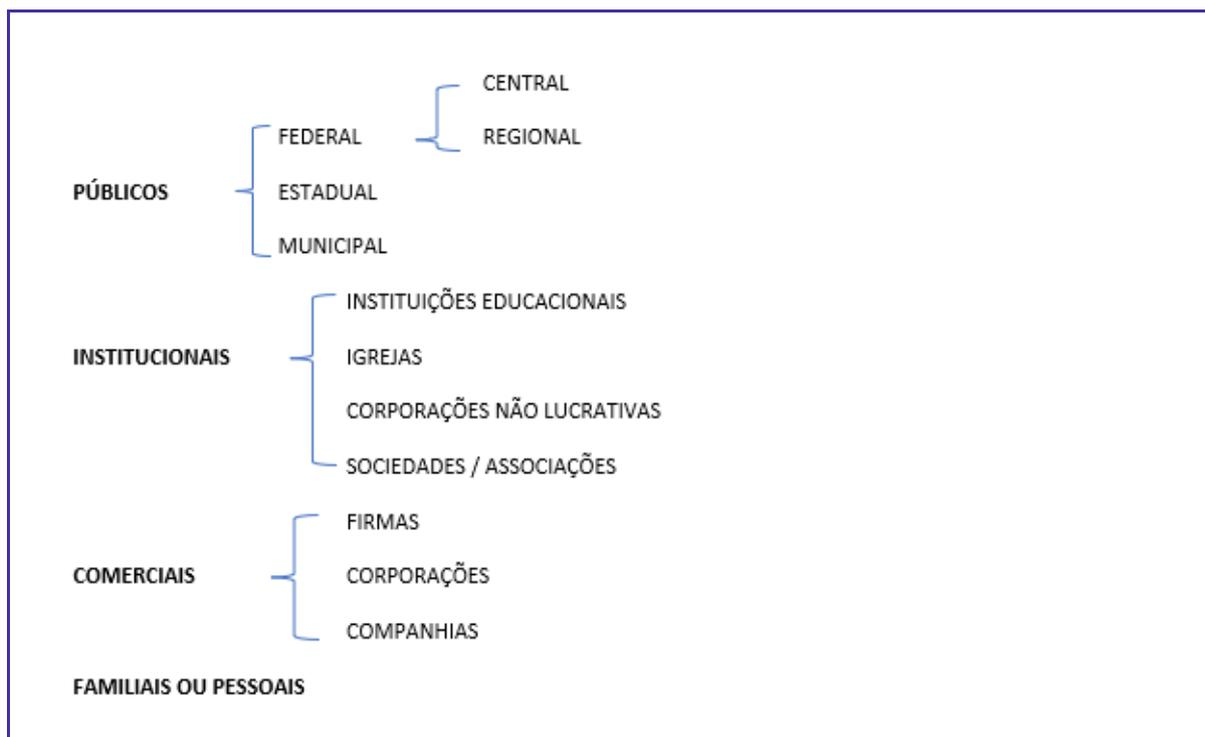 CENTRAL
FEDERAL REGIONAL
PÚBLICOS ESTADUAL
MUNICIPAL
INSTITUIÇÕES EDUCACIONAIS
INSTITUCIONAIS IGREJAS
CORPORAÇÕES NÃO LUCRATIVAS
SOCIEDADES / ASSOCIAÇÕES
FIRMAS
COMERCIAIS CORPORAÇÕES
COMPANHIAS
FAMILIAIS OU PESSOAIS